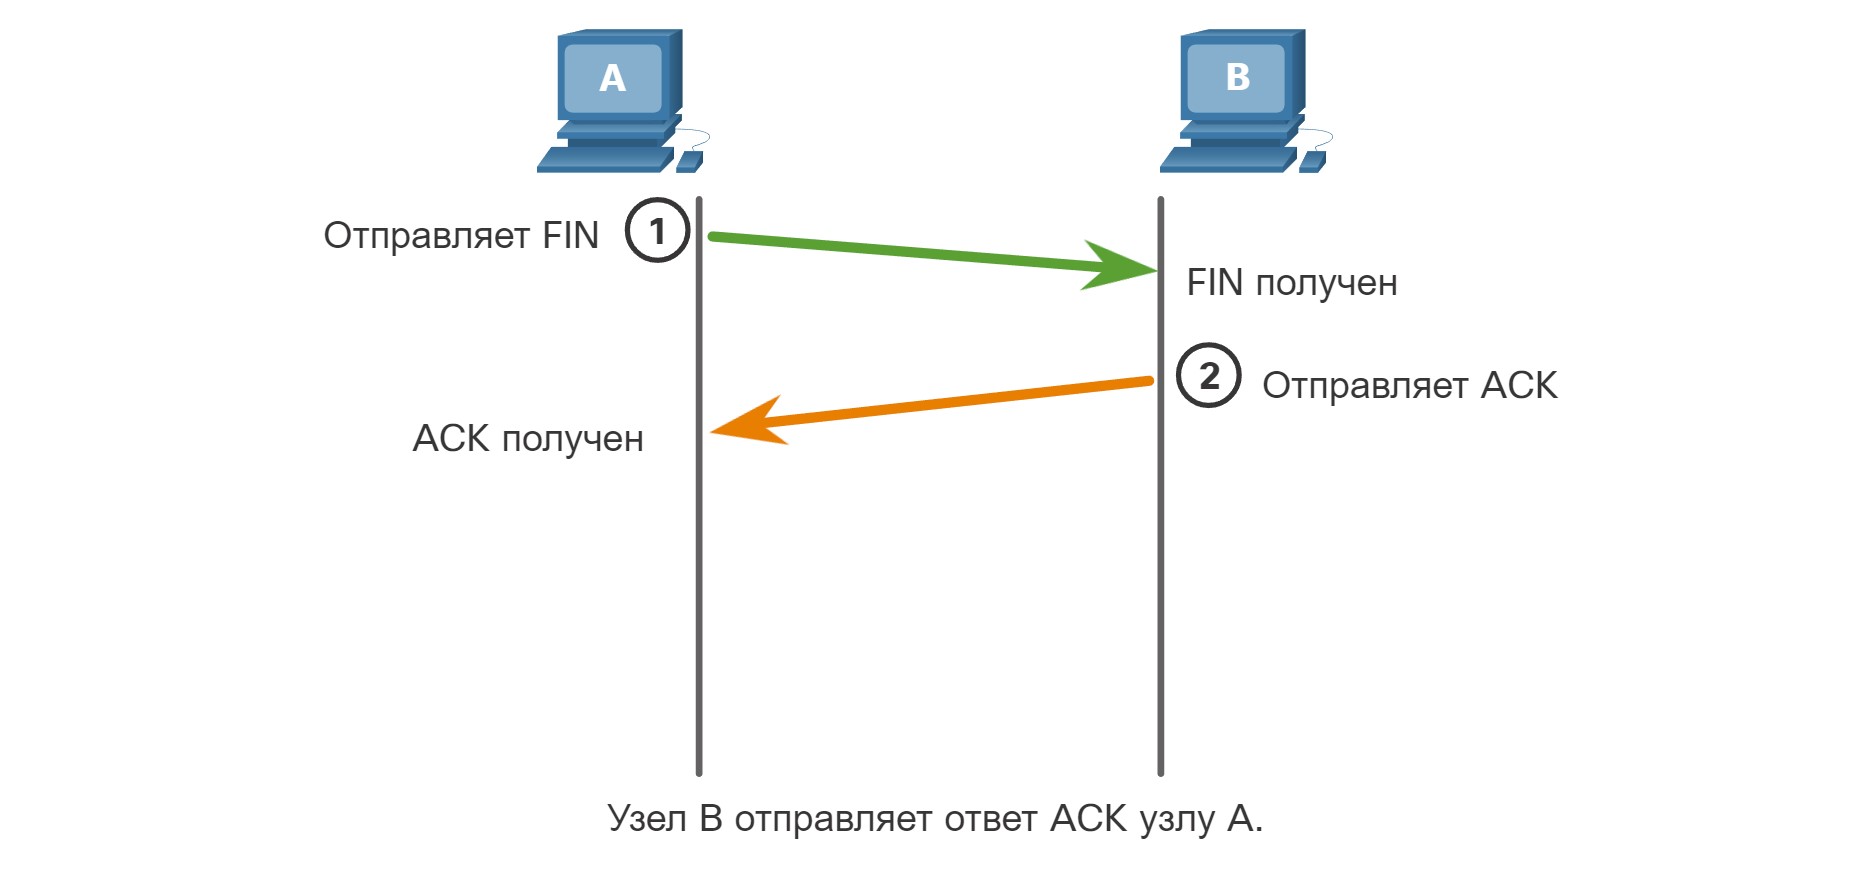 A
B
Отправляет FIN
1
FIN получен
2
Отправляет ACK
ACK получен
Узел B отправляет ответ ACK узлу A.